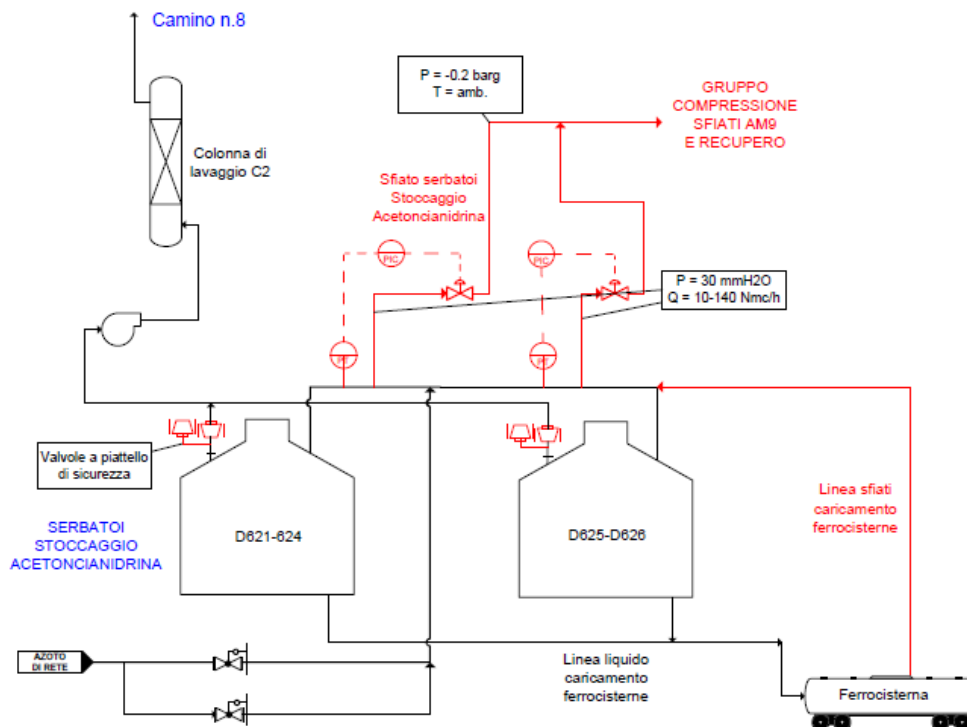 Camino n.8
P = -0.2 barg
T = amb.
GRUPPO
COMPRESSIONE
SFIATI AM9
E RECUPERO
Colonna di
lavaggio C2
Sfiato serbatoi
Stoccaggio
Acetoncianidrina
PIC
PIC
P = 30 mmH2O
Q = 10-140 Nmc/h
PT
PT
Valvole a piattello
di sicurezza
Linea sfiati
caricamento
ferrocisterne
SERBATOI
STOCCAGGIO
ACETONCIANIDRINA
D621-624
D625-D626
AZOTO
DI RETE
Linea liquido
caricamento
ferrocisterne
Ferrocisterna